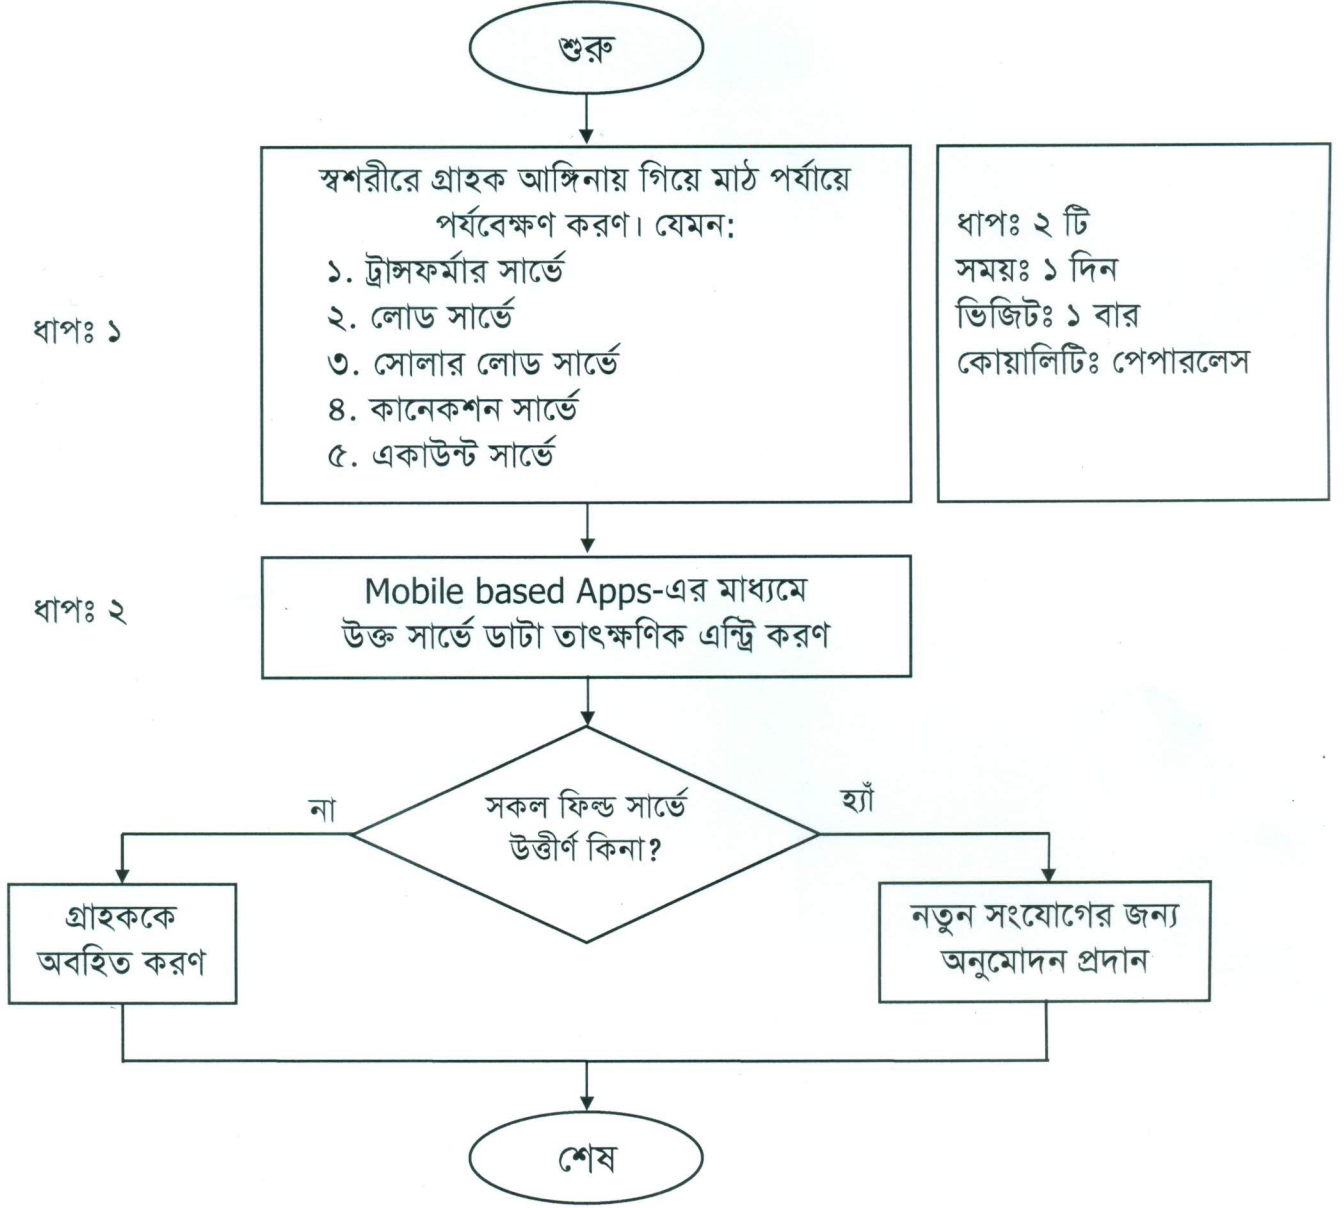 শুরু
স্বশরীরে গ্রাহক আঙ্গিনায় গিয়ে মাঠ পর্যায়ে
পর্যবেক্ষণ করণ। যেমন:
১. ট্রান্সফর্মার সার্ভে
২. লোড সার্ভে
৩. সোলার লোড সার্ভে
৪. কানেকশন সার্ভে
৫. একাউন্ট সার্ভে
ধাপঃ ২ টি
সময়ঃ ১ দিন
ভিজিটঃ ১ বার
কোয়ালিটিঃ পেপারলেস
ধাপঃ ১
ধাপঃ ২
Mobile based Apps-এর মাধ্যমে
উক্ত সার্ভে ডাটা তাৎক্ষণিক এন্ট্রি করণ
সকল ফিল্ড সার্ভে
উত্তীর্ণ কিনা?
না
হ্যাঁ
গ্রাহককে
অবহিত করণ
নতুন সংযোগের জন্য
অনুমোদন প্রদান
শেষ